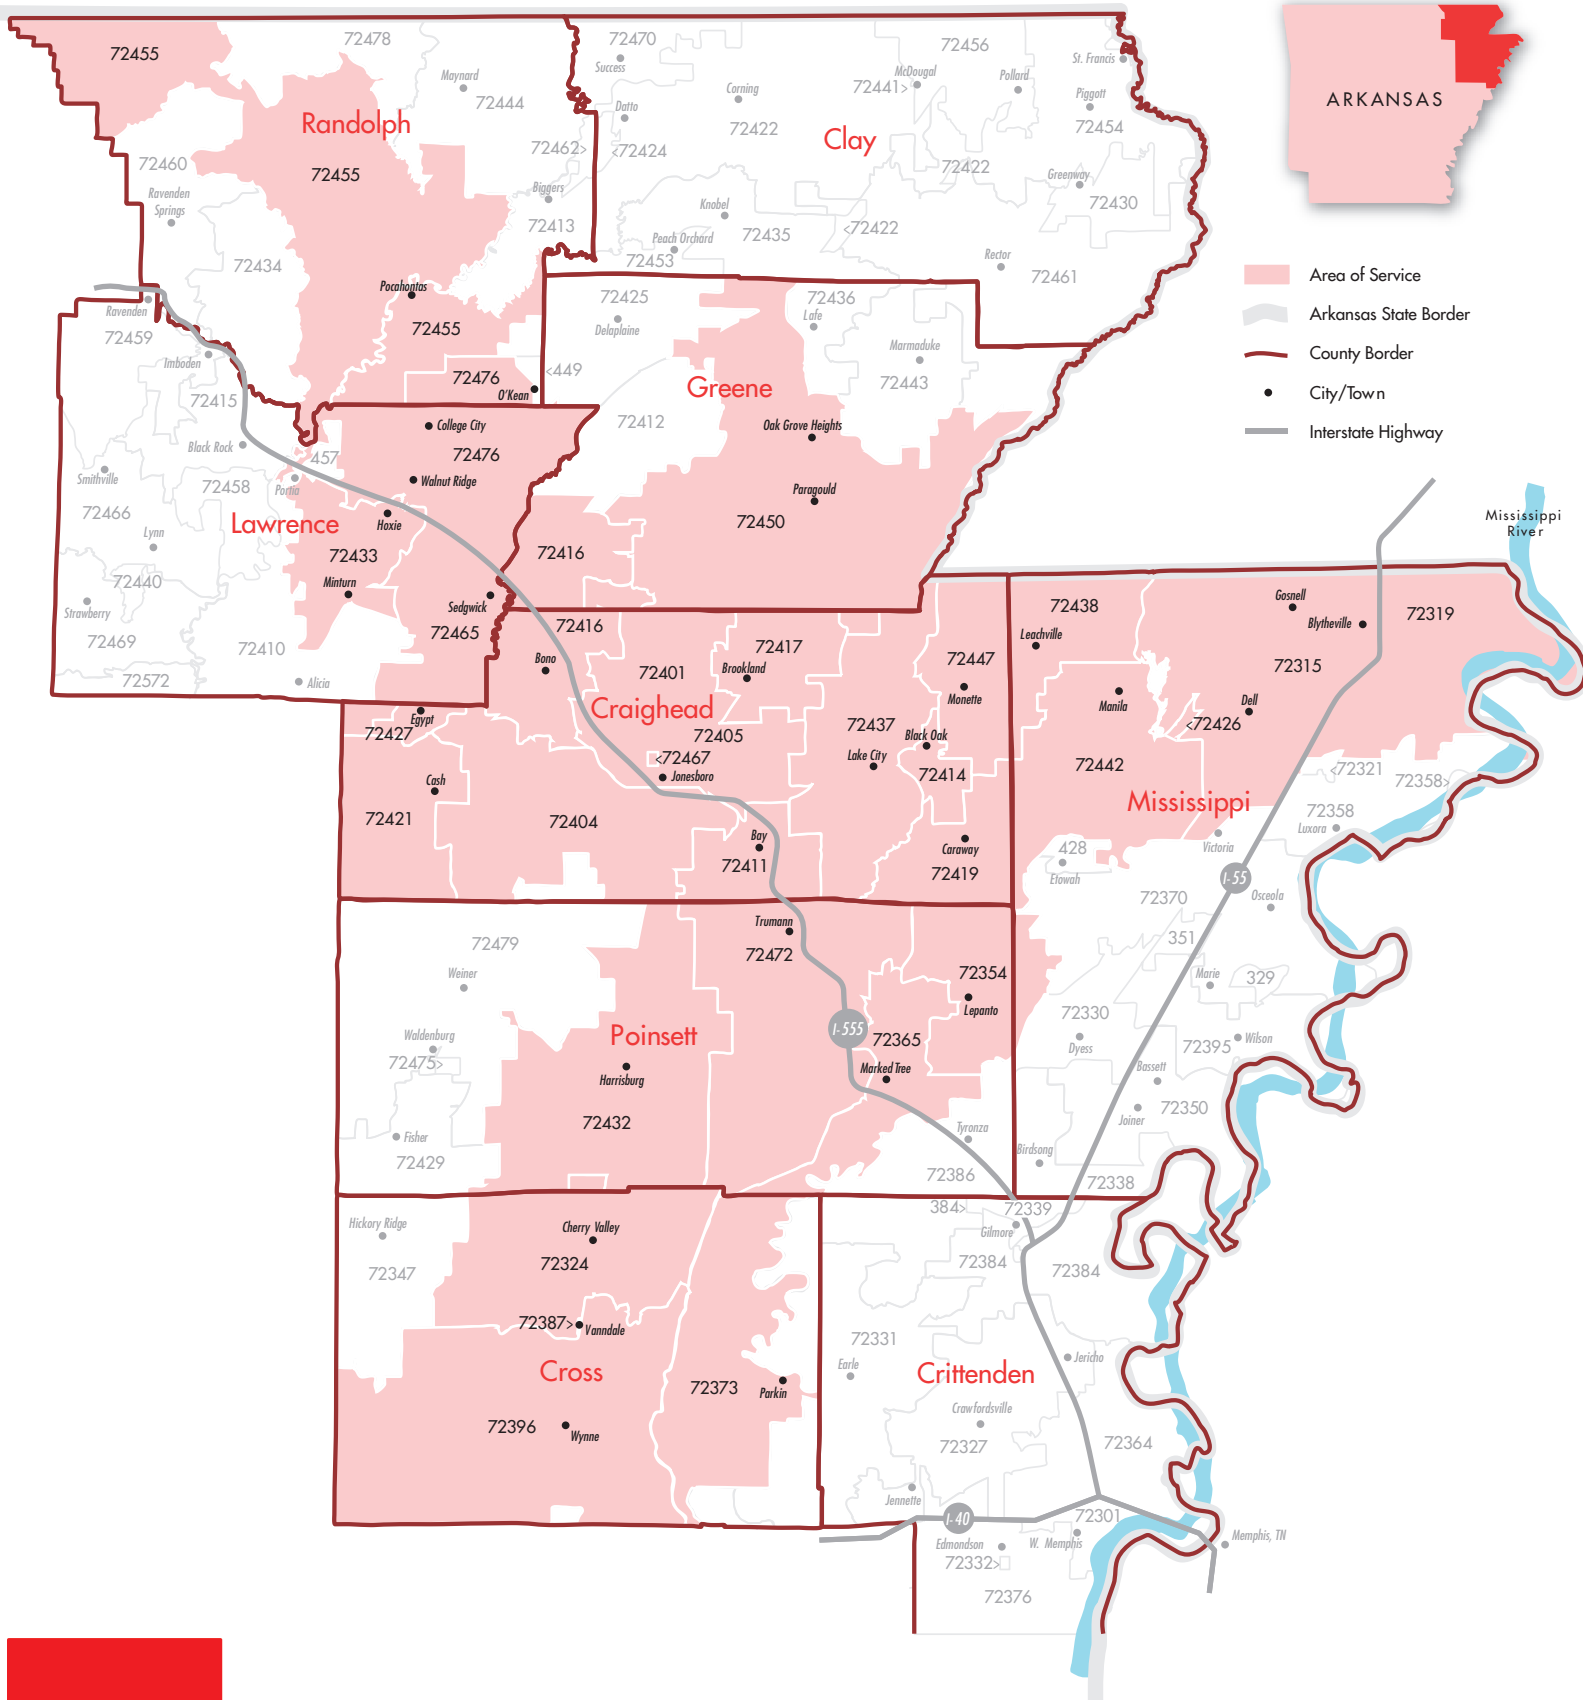 72455
72478
72470
Success
72456
St. Francis
ARKANSAS
Maynard
72444
Randolph
72455
Corning
McDougal
72441>
Pollard
Piggott
72454
Datto
72422
Clay
72462>
<72424
72460
Ravenden
Springs
Biggers
72413
72422
Greenway
72430
Knobel
72435
<72422
Peach Orchard
72453
Rector
72461
72434
Pocahontas
72455
Area of Service
Arkansas State Border
County Border
City/Town
Interstate Highway
Ravenden
72459
Imboden
72425
Delaplaine
72436
Lafe
Marmaduke
72443
72476
O'Kean
<449
Greene
72415
72412
Oak Grove Heights
College City
72476
Black Rock
457
Smithville
72458
Portia
Walnut Ridge
Paragould
72450
72466
Lawrence
Hoxie
Lynn
72433
72416
Mississippi
River
72440
Minturn
Strawberry
Sedgwick
72465
72469
72410
72572
Alicia
72416
Bono
72401
72417
Brookland
72447
Monette
72438
Leachville
Gosnell
Blytheville
72319
72315
Manila
Dell
<72426
Craighead
72405
<72467
Jonesboro
72437
Lake City
Black Oak
72414
72442
Mississippi
Egypt
72427
Cash
72421
72404
Bay
72411
Caraway
72419
<72321
72358>
72358
Luxora
Victoria
428
Etowah
I-55
72370
Osceola
351
Marie
329
72479
Weiner
Trumann
72472
72354
Lepanto
Waldenburg
72475>
Poinsett
Harrisburg
I-555
72365
Marked Tree
72330
Dyess
72395
Wilson
Bassett
72350
Joiner
72432
Fisher
72429
Tyronza
72386
Birdsong
72338
Hickory Ridge
72347
Cherry Valley
72324
384>
72339
Gilmore
72384
72384
72387>
Vanndale
Cross
72373
Parkin
72396
Wynne
72331
Earle
Jericho
Crittenden
Crawfordsville
72327
72364
Jennette
I-40
72301
Edmondson
72332>
W. Memphis
Memphis, TN
72376